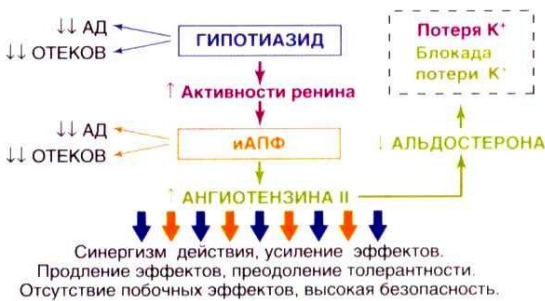 ↓↓ АД
↓↓ ОТЕКОВ
ГИПОТИАЗИД
Потеря К⁺
Блокада
потери К⁺
↑ Активности ренина
↓↓ АД
↓↓ ОТЕКОВ
иАПФ
↓ АЛЬДОСТЕРОНА
↑ АНГИОТЕНЗИНА II
Синергизм действия, усиление эффектов.
Продление эффектов, преодоление толерантности.
Отсутствие побочных эффектов, высокая безопасность.